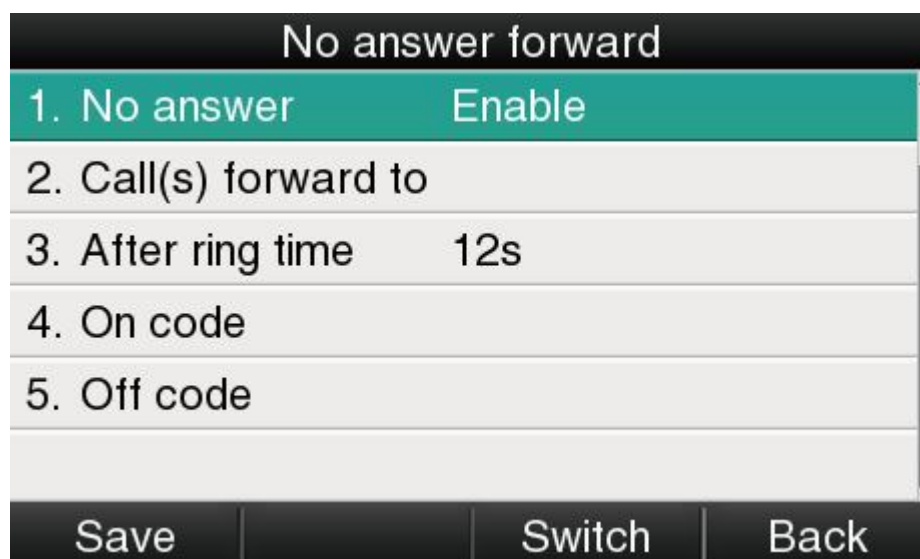 No answer forward
1. No answer Enable
2. Call(s) forward to
3. After ring time 12s
4. On code
5. Off code
Save Switch Back